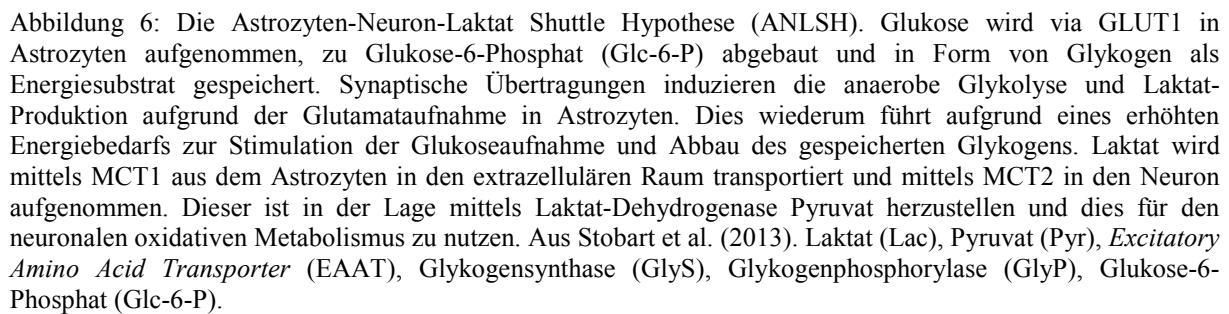 Abbildung 6: Die Astrozyten-Neuron-Laktat Shuttle Hypothese (ANLSH). Glukose wird via GLUT1 in
Astrozyten aufgenommen, zu Glukose-6-Phosphat (Glc-6-P) abgebaut und in Form von Glykogen als
Energiesubstrat gespeichert. Synaptische Übertragungen induzieren die anaerobe Glykolyse und Laktat-
Produktion aufgrund der Glutamataufnahme in Astrozyten. Dies wiederum führt aufgrund eines erhöhten
Energiebedarfs zur Stimulation der Glukoseaufnahme und Abbau des gespeicherten Glykogens. Laktat wird
mittels MCT1 aus dem Astrozyten in den extrazellulären Raum transportiert und mittels MCT2 in den Neuron
aufgenommen. Dieser ist in der Lage mittels Laktat-Dehydrogenase Pyruvat herzustellen und dies für den
neuronalen oxidativen Metabolismus zu nutzen. Aus Stobart et al. (2013). Laktat (Lac), Pyruvat (Pyr), Excitatory
Amino Acid Transporter (EAAT), Glykogensynthase (GlyS), Glykogenphosphorylase (GlyP), Glukose-6-
Phosphat (Glc-6-P).